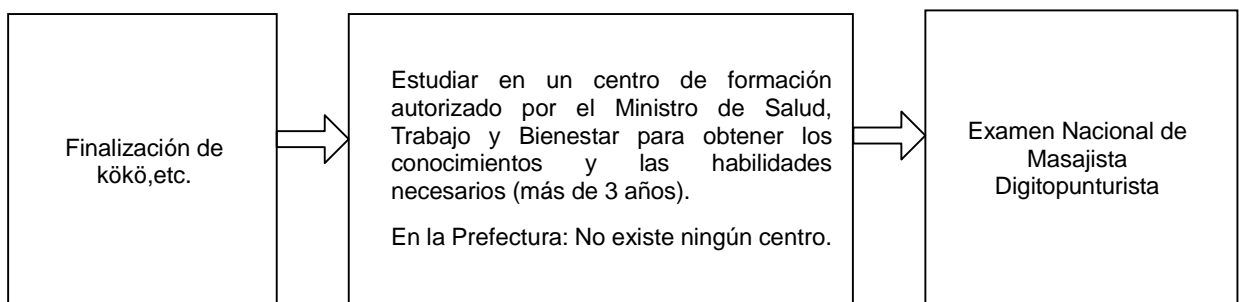 Finalización de
kökö,etc.
Estudiar en un centro de formación
autorizado por el Ministro de Salud,
Trabajo y Bienestar para obtener los
conocimientos y las habilidades
necesarios (más de 3 años).
En la Prefectura: No existe ningún centro.
Examen Nacional de
Masajista
Digitopunturista